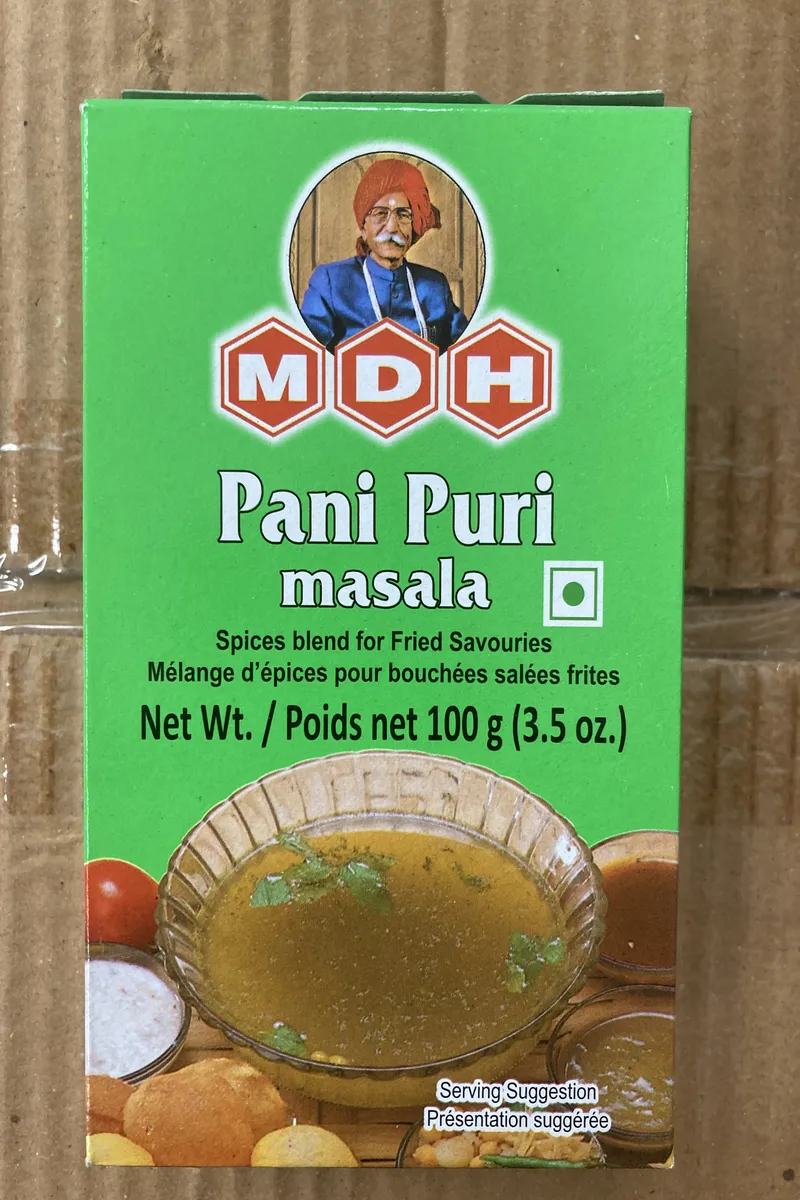 MDH
Pani Puri
masala
Spices blend for Fried Savouries
Mélange d'épices pour bouchées salées frites
Net Wt. / Poids net 100 g (3.5 oz.)
Serving Suggestion
Présentation suggérée